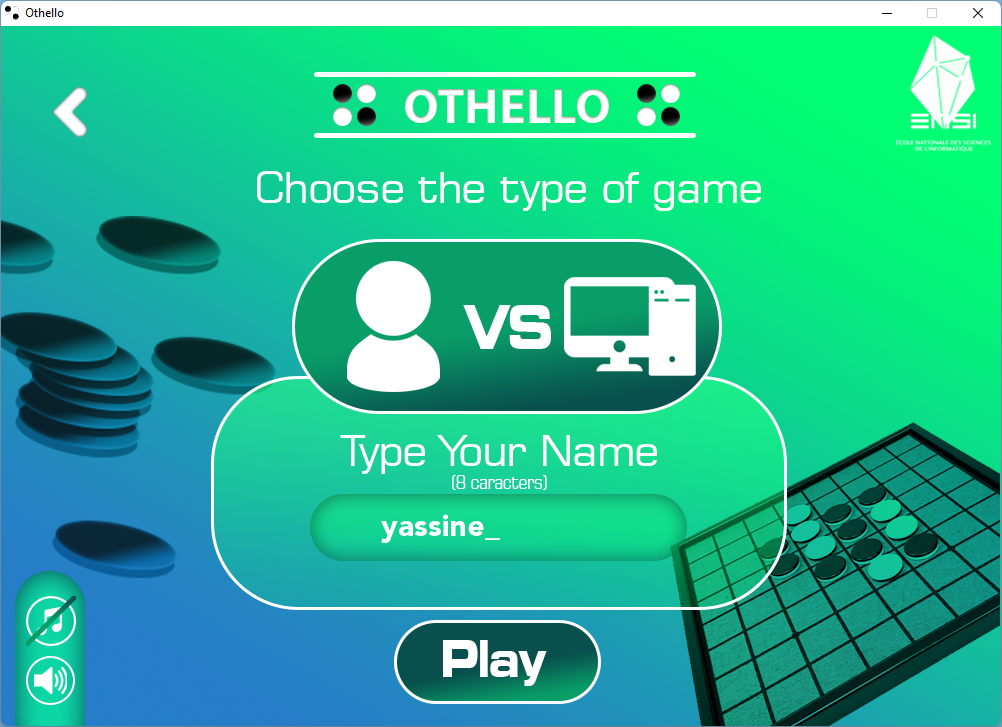 Othello
OTHELLO
ENSI
ÉCOLE NATIONALE DES SCIENCES
DE L'INFORMATIQUE
Choose the type of game
VS
Type Your Name
(8 caracters)
yassine_
Play